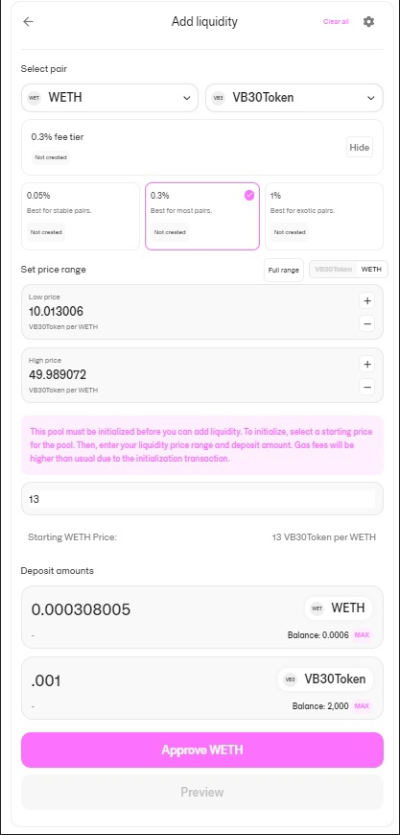 Add liquidity
Clear all
Select pair
WET WETH
VB3 VB30Token
0.3% fee tier
Not created
Hide
0.05%
Best for stable pairs.
Not created
0.3%
Best for most pairs.
Not created
1%
Best for exotic pairs.
Not created
Set price range
Full range
VB30Token WETH
Low price
10.013006
VB30Token per WETH
High price
49.989072
VB30Token per WETH
This pool must be initialized before you can add liquidity. To initialize, select a starting price
for the pool. Then, enter your liquidity price range and deposit amount. Gas fees will be
higher than usual due to the initialization transaction.
13
Starting WETH Price: 13 VB30Token per WETH
Deposit amounts
0.000308005
WET WETH
- Balance: 0.0006 MAX
.001
VB3 VB30Token
- Balance: 2,000 MAX
Approve WETH
Preview